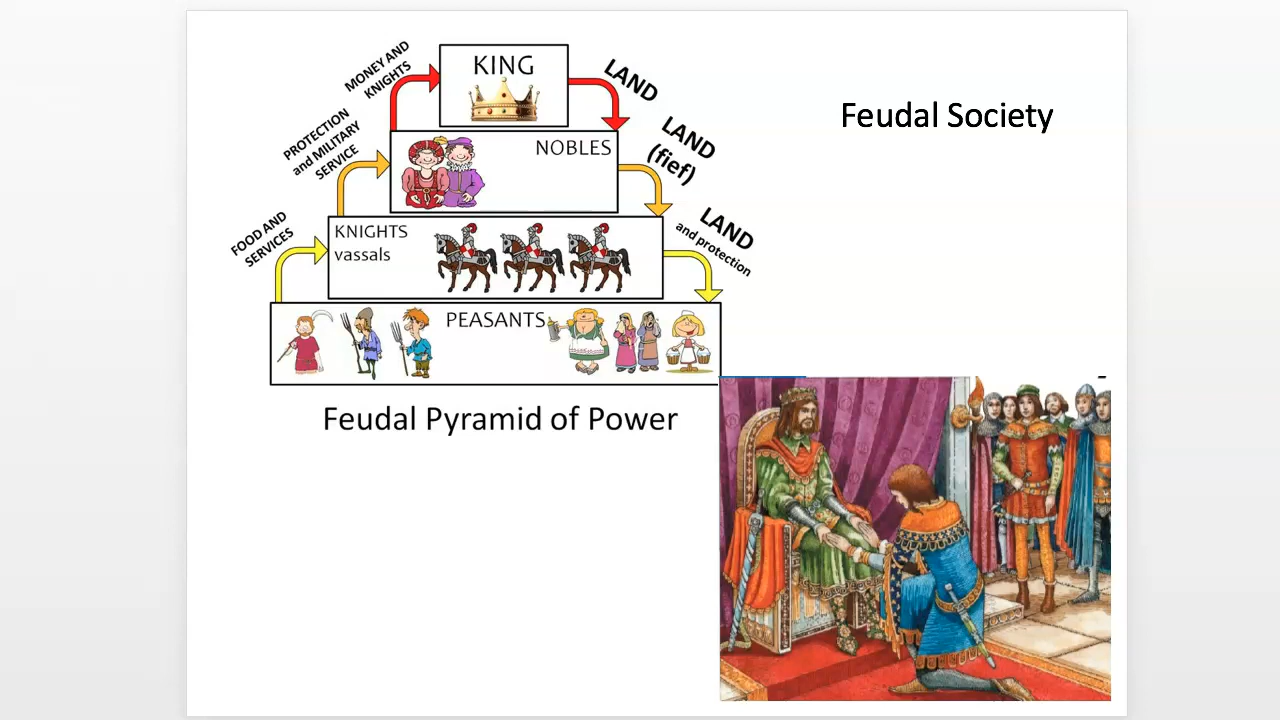 MONEY AND
KNIGHTS
KING
LAND
Feudal Society
PROTECTION
and MILITARY
SERVICE
NOBLES
LAND
(fief)
FOOD AND
SERVICES
KNIGHTS
vassals
LAND
and protection
PEASANTS
Feudal Pyramid of Power